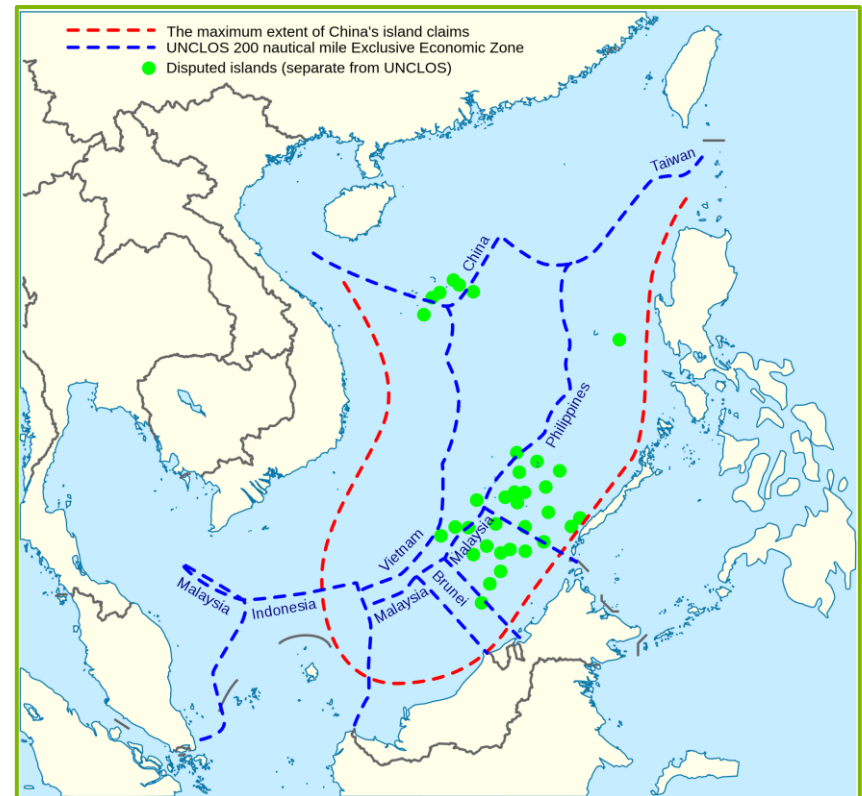 The maximum extent of China's island claims
UNCLOS 200 nautical mile Exclusive Economic Zone
Disputed islands (separate from UNCLOS)
Taiwan
China
Philippines
Vietnam
Malaysia
Malaysia
Indonesia
Malaysia
Brunei